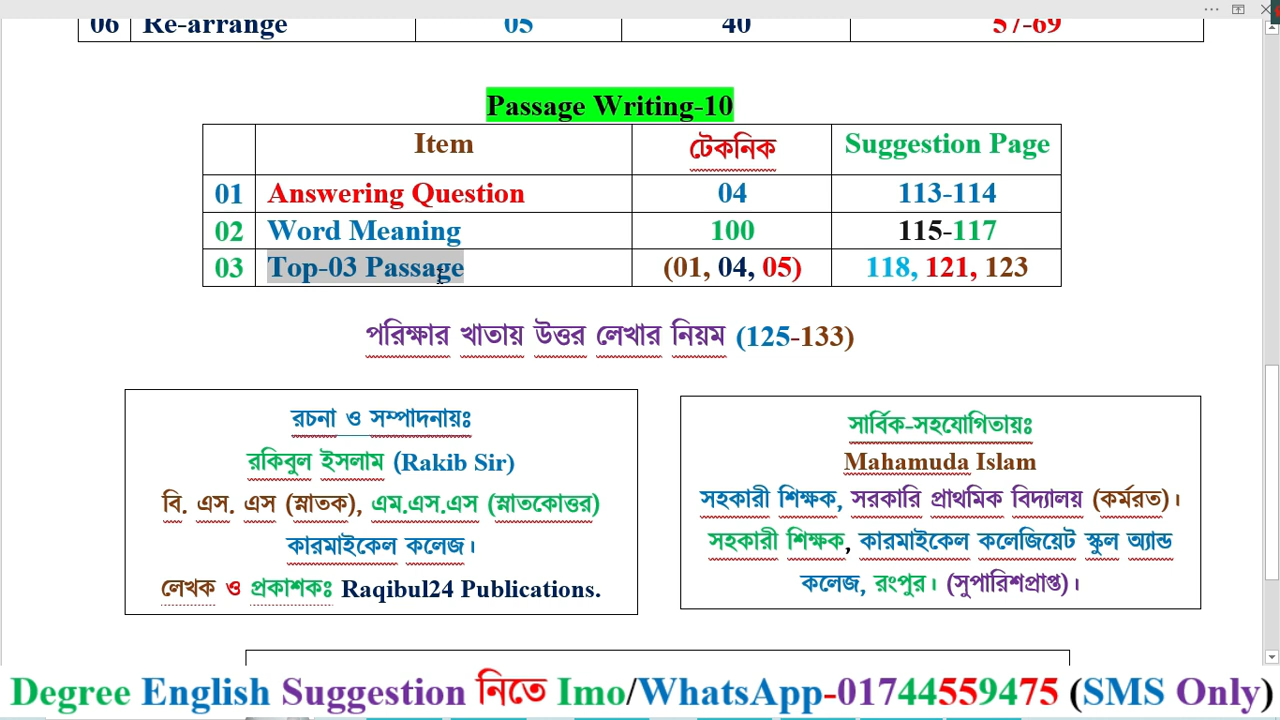 06 Re-arrange 05 40 57-69
Passage Writing-10
Item টেকনিক Suggestion Page
01 Answering Question 04 113-114
02 Word Meaning 100 115-117
03 Top-03 Passage (01, 04, 05) 118, 121, 123
পরিক্ষার খাতায় উত্তর লেখার নিয়ম (125-133)
রচনা ও সম্পাদনায়ঃ
রকিবুল ইসলাম (Rakib Sir)
বি. এস. এস (স্নাতক), এম.এস.এস (স্নাতকোত্তর)
কারমাইকেল কলেজ।
লেখক ও প্রকাশকঃ Raqibul24 Publications.
সার্বিক-সহযোগিতায়ঃ
Mahamuda Islam
সহকারী শিক্ষক, সরকারি প্রাথমিক বিদ্যালয় (কর্মরত)।
সহকারী শিক্ষক, কারমাইকেল কলেজিয়েট স্কুল অ্যান্ড
কলেজ, রংপুর। (সুপারিশপ্রাপ্ত)।
Degree English Suggestion নিতে Imo/WhatsApp-01744559475 (SMS Only)